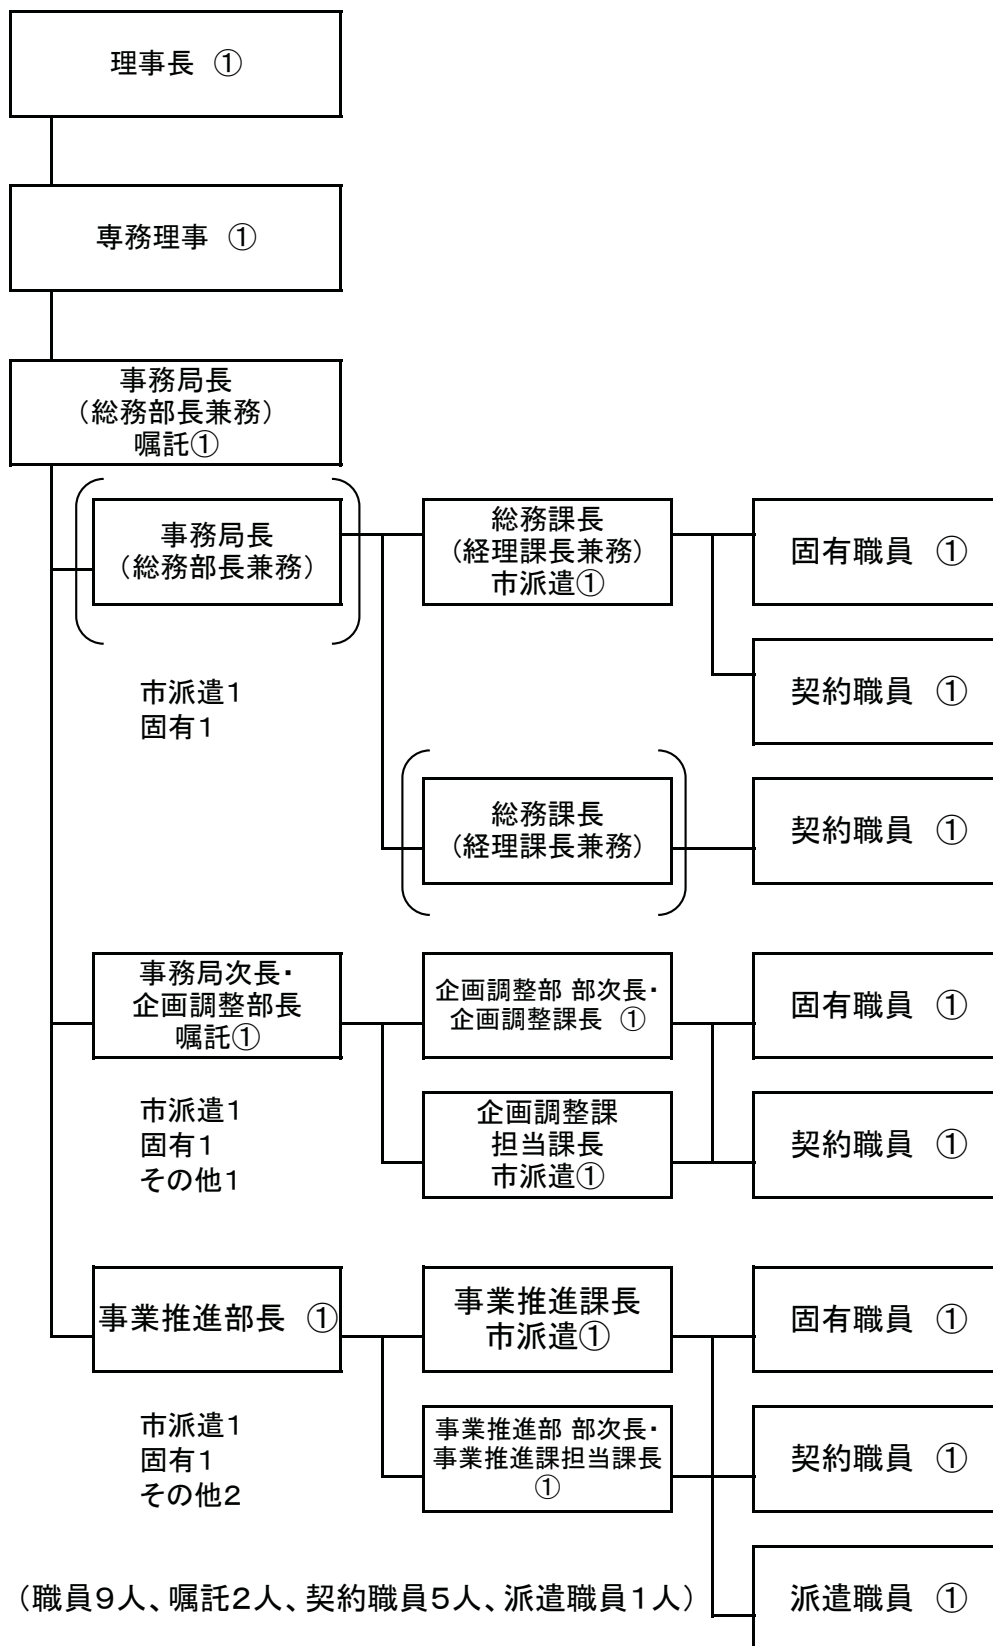 理事長 ①
専務理事 ①
事務局長
(総務部長兼務)
嘱託①
事務局長
(総務部長兼務)
総務課長
(経理課長兼務)
市派遣①
固有職員 ①
契約職員 ①
市派遣1
固有1
総務課長
(経理課長兼務)
契約職員 ①
事務局次長・
企画調整部長
嘱託①
企画調整部 部次長・
企画調整課長 ①
固有職員 ①
市派遣1
固有1
その他1
企画調整課
担当課長
市派遣①
契約職員 ①
事業推進部長 ①
事業推進課長
市派遣①
固有職員 ①
市派遣1
固有1
その他2
事業推進部 部次長・
事業推進課担当課長
①
契約職員 ①
派遣職員 ①
(職員9人、嘱託2人、契約職員5人、派遣職員1人)